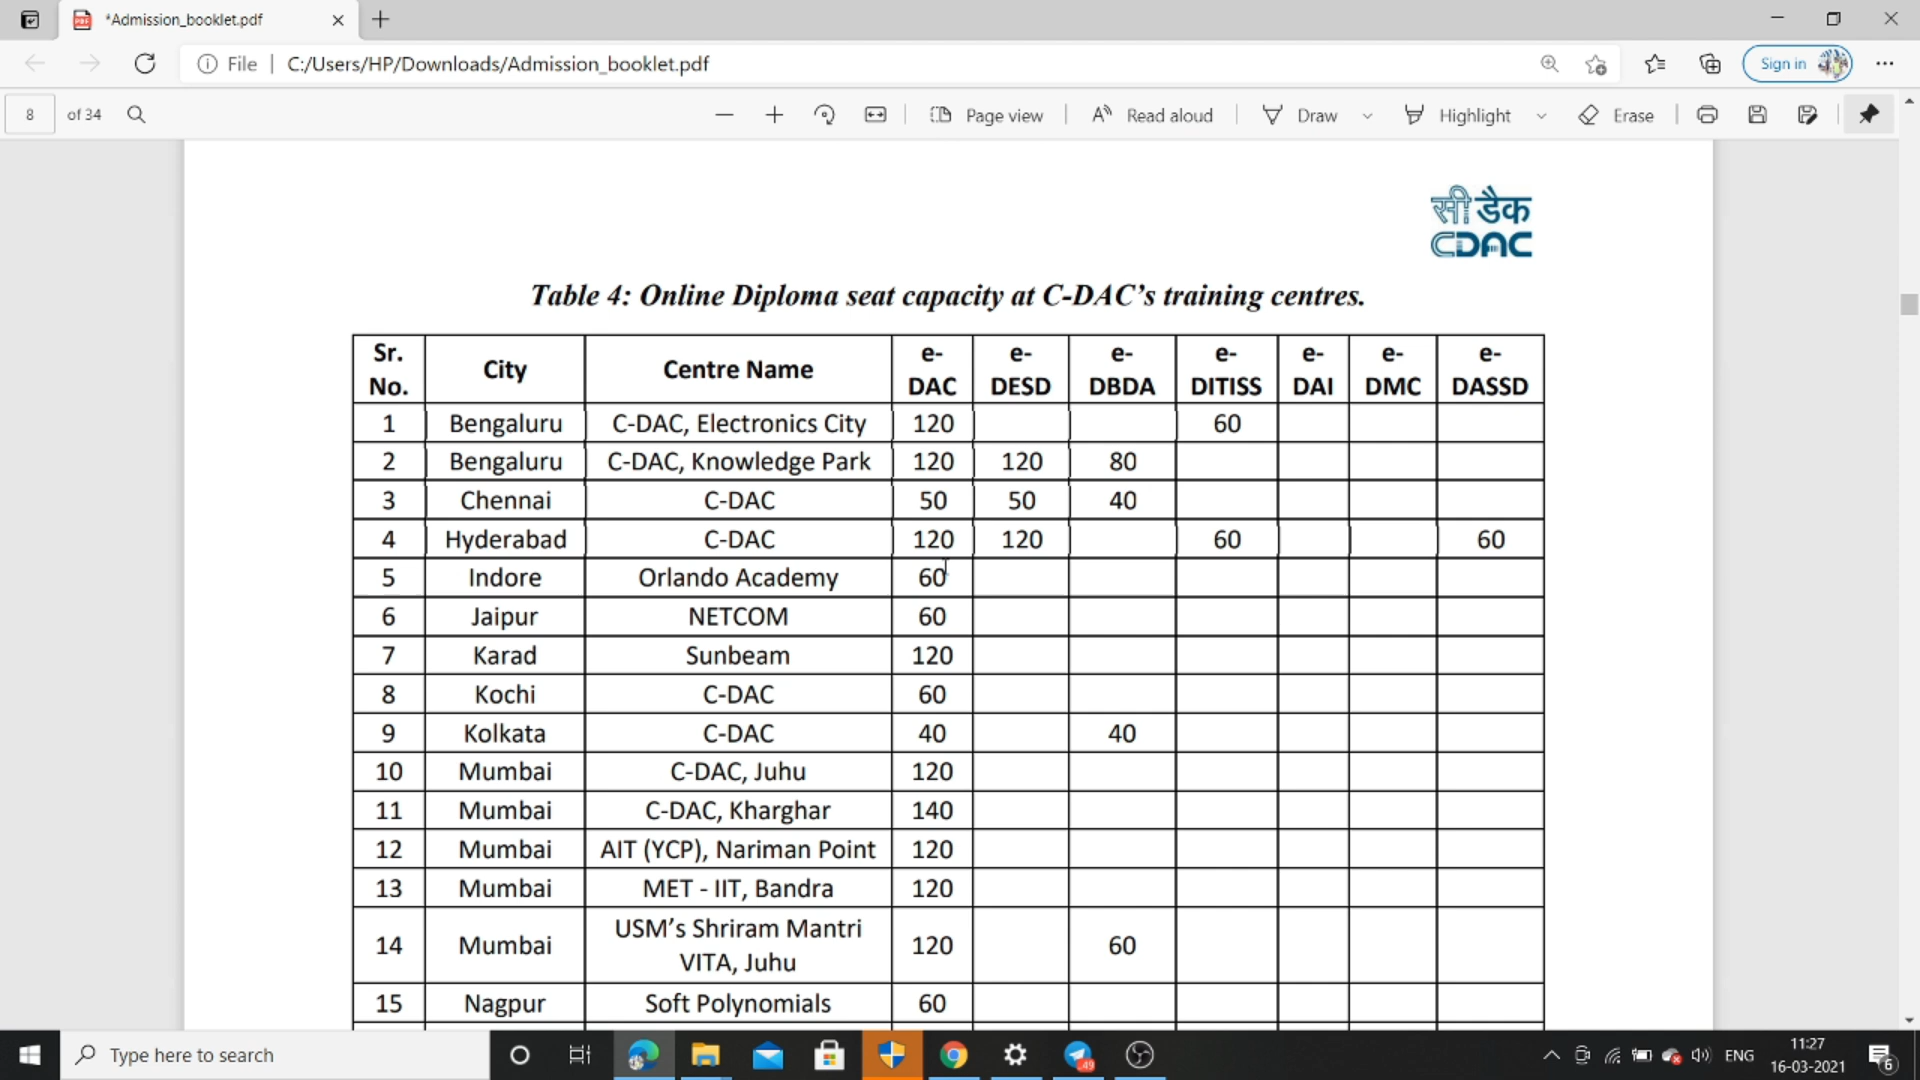 *Admission_booklet.pdf
File
C:/Users/HP/Downloads/Admission_booklet.pdf
Sign in
8 of 34
Page view
Read aloud
Draw
Highlight
Erase
सी डैक
CDAC
Table 4: Online Diploma seat capacity at C-DAC’s training centres.
Sr. No. City Centre Name e-DAC e-DESD e-DBDA e-DITISS e-DAI e-DMC e-DASSD
1 Bengaluru C-DAC, Electronics City 120 60
2 Bengaluru C-DAC, Knowledge Park 120 120 80
3 Chennai C-DAC 50 50 40
4 Hyderabad C-DAC 120 120 60 60
5 Indore Orlando Academy 60
6 Jaipur NETCOM 60
7 Karad Sunbeam 120
8 Kochi C-DAC 60
9 Kolkata C-DAC 40 40
10 Mumbai C-DAC, Juhu 120
11 Mumbai C-DAC, Kharghar 140
12 Mumbai AIT (YCP), Nariman Point 120
13 Mumbai MET - IIT, Bandra 120
14 Mumbai USM’s Shriram Mantri VITA, Juhu 120 60
15 Nagpur Soft Polynomials 60
Type here to search
ENG
11:27
16-03-2021
6